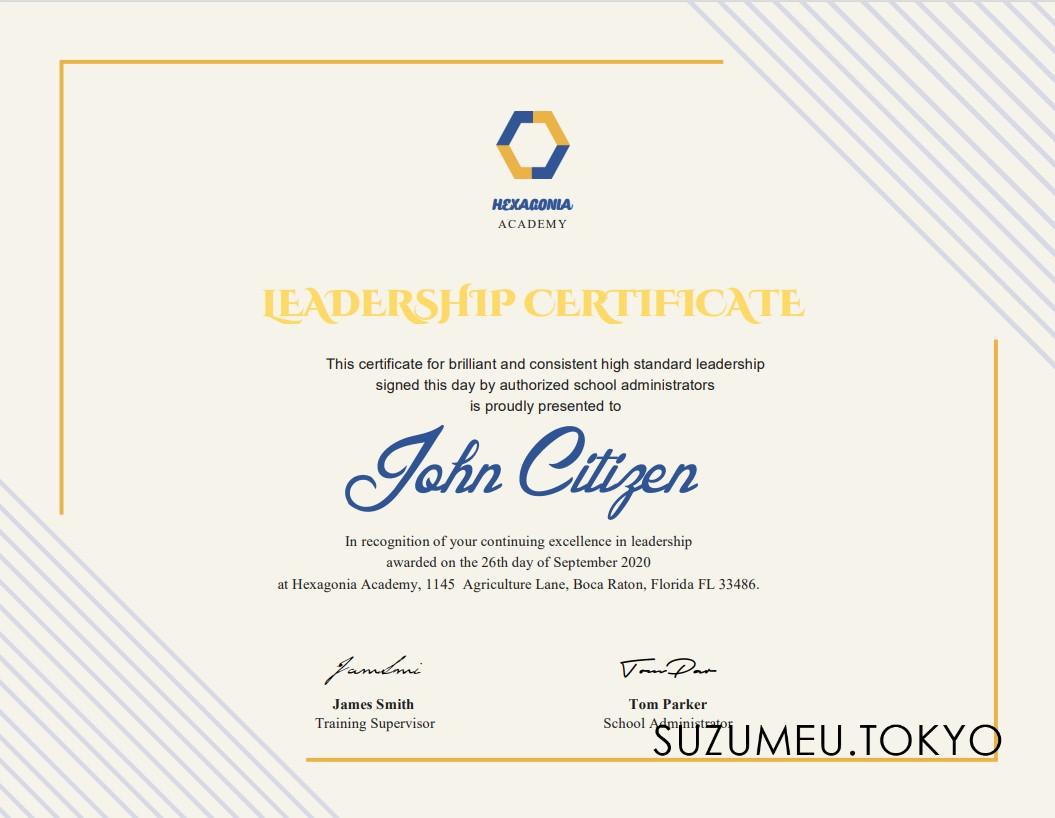 HEXAGONIA
ACADEMY
LEADERSHIP CERTIFICATE
This certificate for brilliant and consistent high standard leadership
signed this day by authorized school administrators
is proudly presented to
John Citizen
In recognition of your continuing excellence in leadership
awarded on the 26th day of September 2020
at Hexagonia Academy, 1145  Agriculture Lane, Boca Raton, Florida FL 33486.
JamSmi
TomPar
James Smith
Tom Parker
Training Supervisor
School Administrator
SUZUMEU.TOKYO